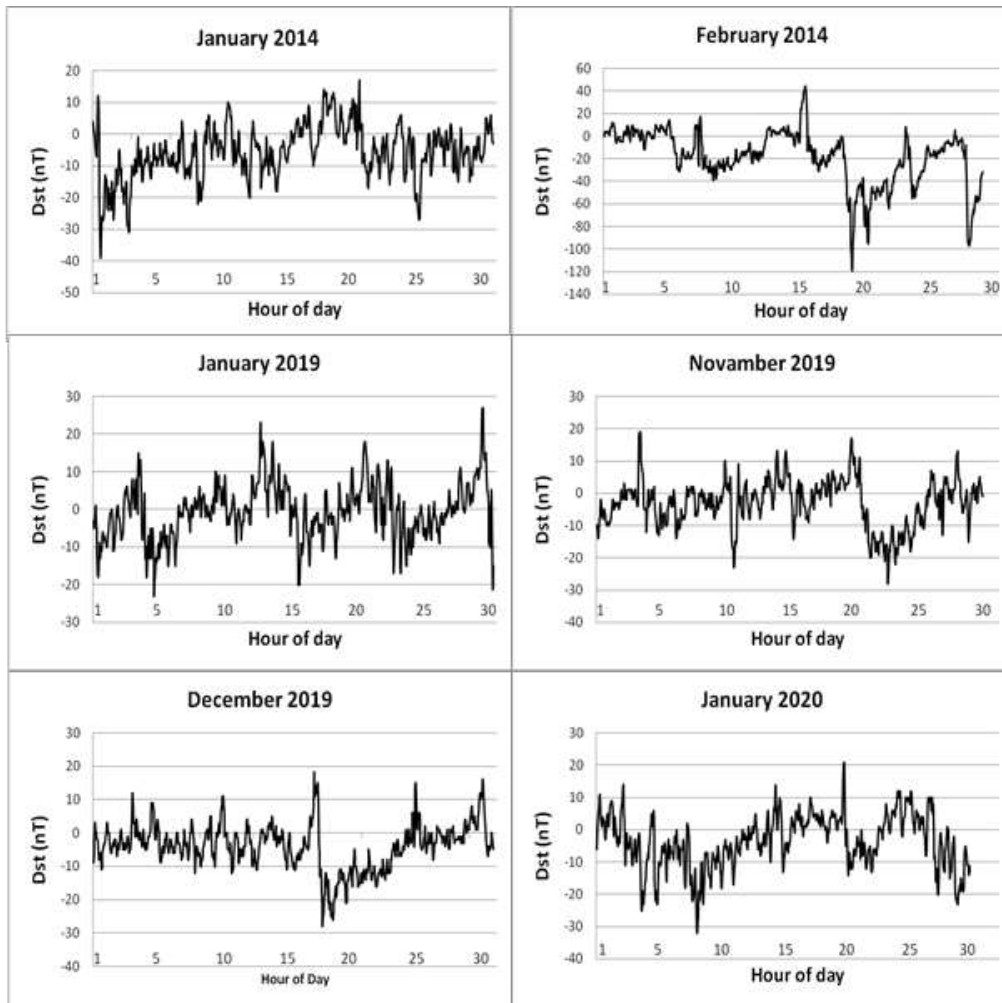 January 2014
20
10
0
-10
-20
-30
-40
-50
Dst (nT)
1 5 10 15 20 25 30
Hour of day
February 2014
60
40
20
0
-20
-40
-60
-80
-100
-120
-140
Dst (nT)
1 5 10 15 20 25 30
Hour of day
January 2019
30
20
10
0
-10
-20
-30
Dst (nT)
1 5 10 15 20 25 30
Hour of day
Novamber 2019
30
20
10
0
-10
-20
-30
-40
Dst (nT)
1 5 10 15 20 25 30
Hour of day
December 2019
30
20
10
0
-10
-20
-30
-40
Dst (nT)
1 5 10 15 20 25 30
Hour of Day
January 2020
30
20
10
0
-10
-20
-30
-40
Dst (nT)
1 5 10 15 20 25 30
Hour of day